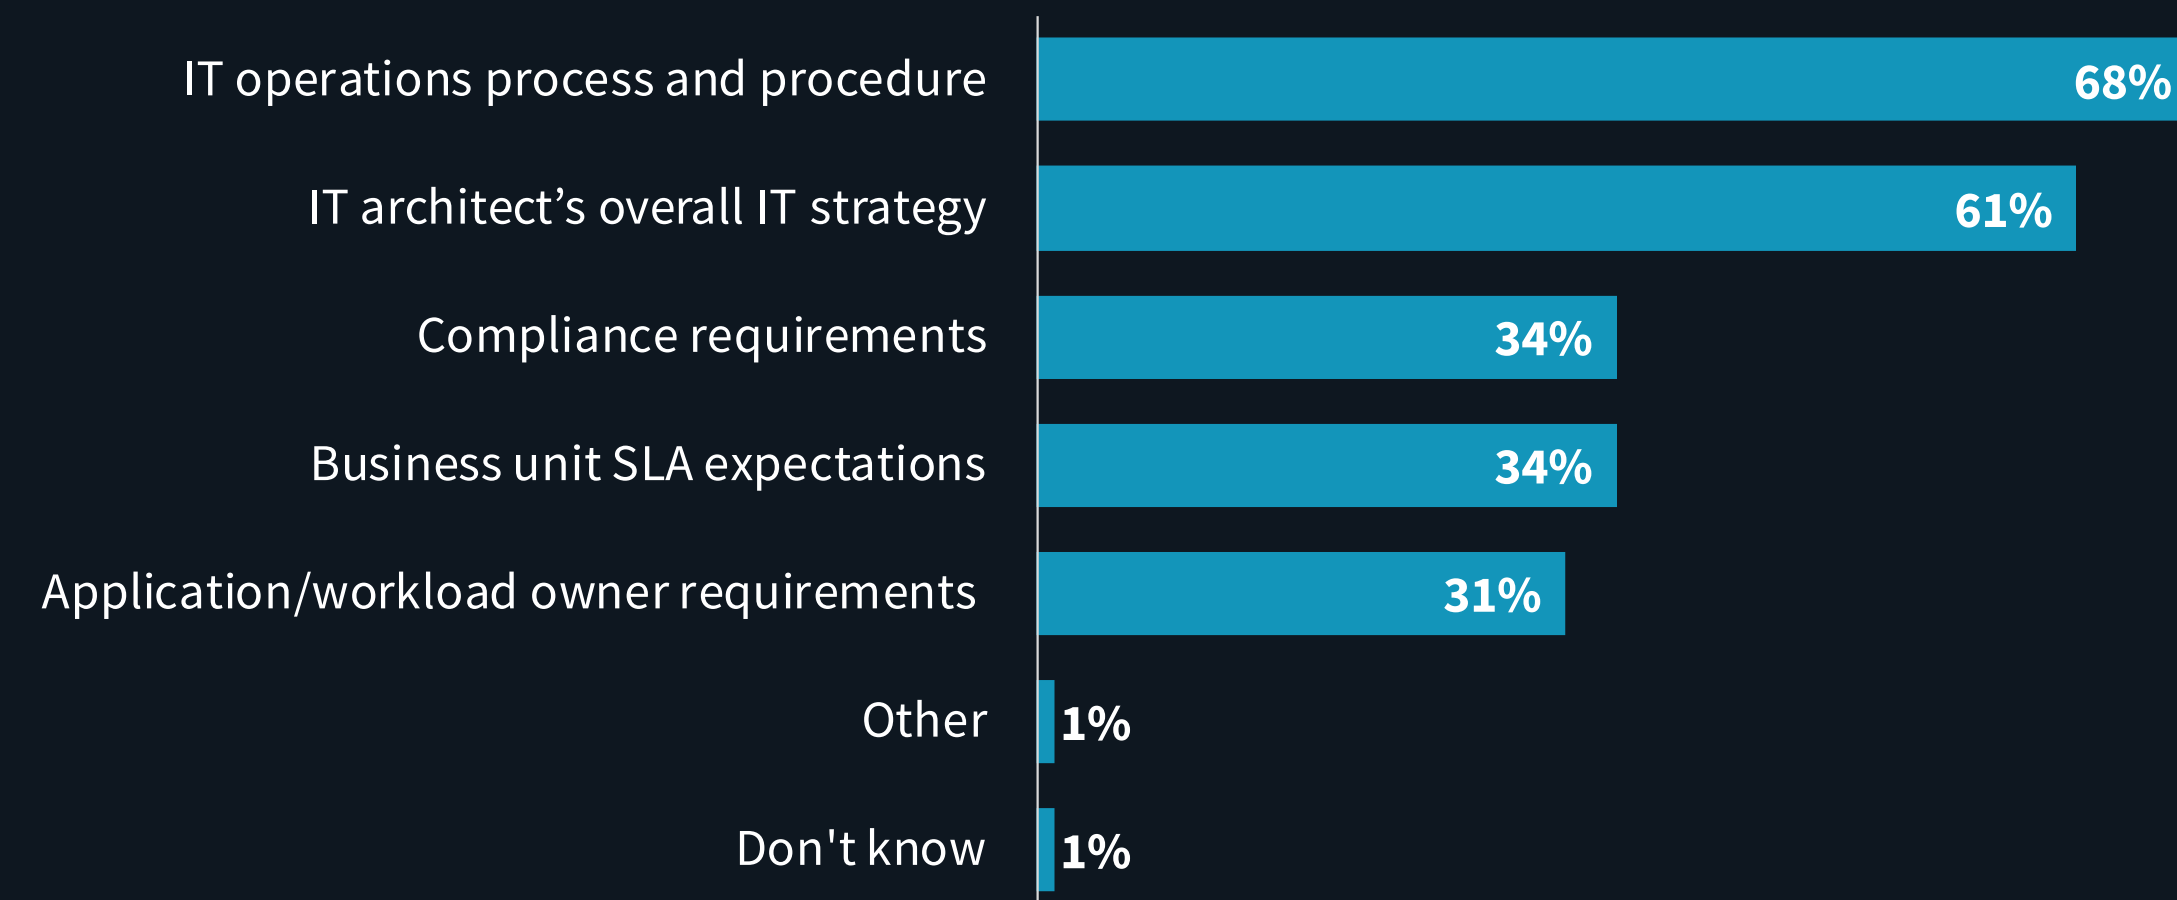 IT operations process and procedure 68%
IT architect’s overall IT strategy 61%
Compliance requirements 34%
Business unit SLA expectations 34%
Application/workload owner requirements 31%
Other 1%
Don't know 1%